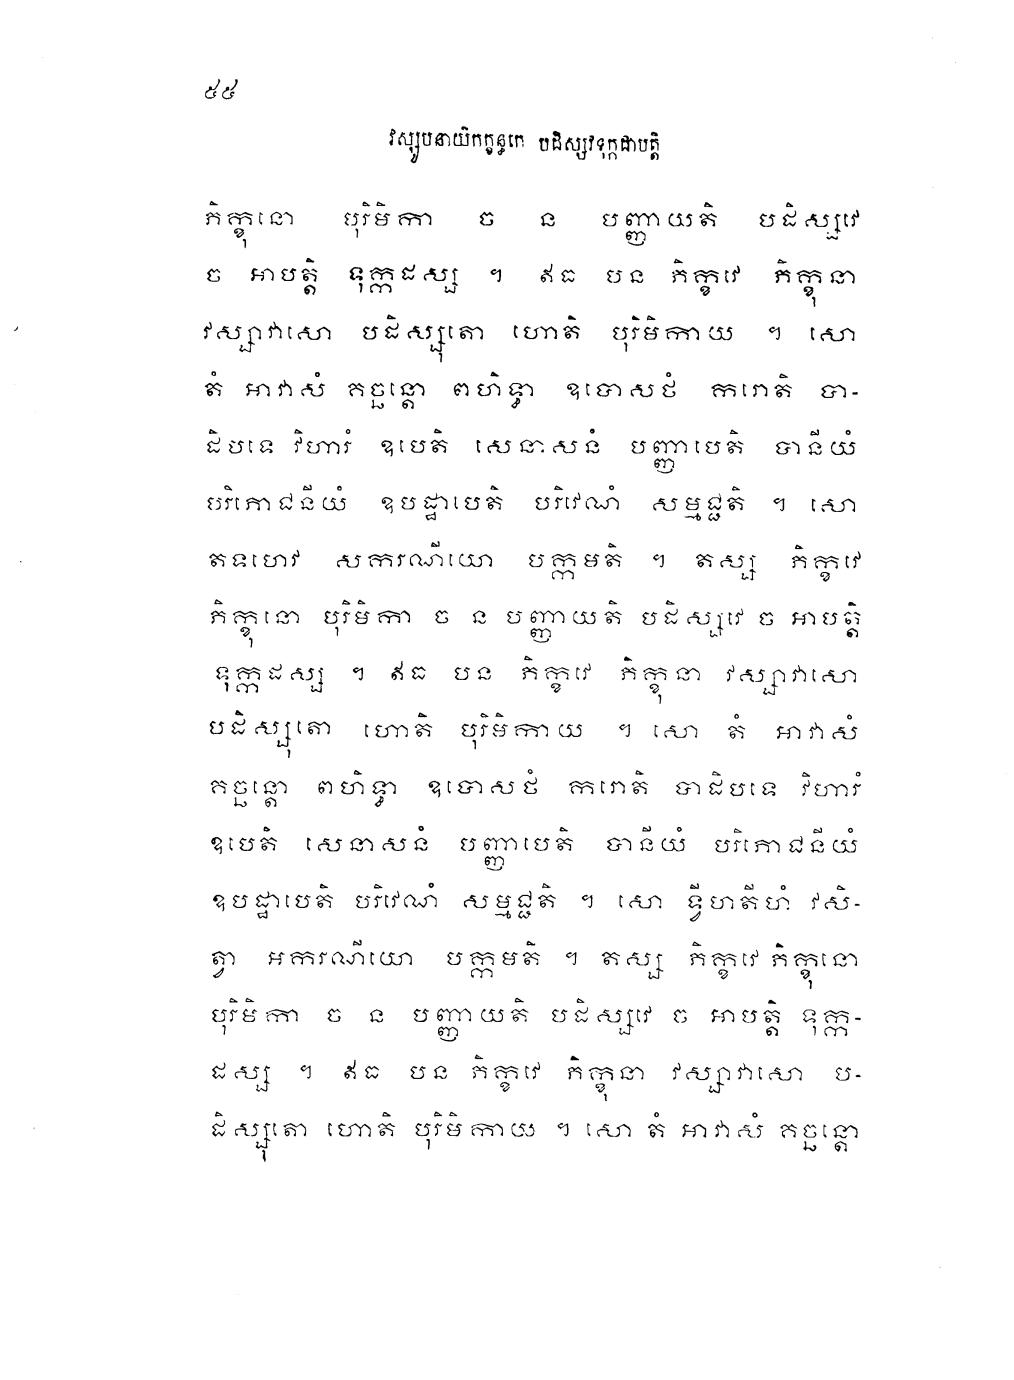 ៥៥
វស្សូបនាយិកក្ខន្ធកេ បដិស្សវទុក្កដាបត្តិ
ភិក្ខុនោ បុរិមិកា ច ន បញ្ញាយតិ បដិស្សវេ
ច អាបត្តិ ទុក្កដស្ស ។ ឥធ បន ភិក្ខវេ ភិក្ខុនា
វស្សាវាសោ បដិស្សុតោ ហោតិ បុរិមិកាយ ។ សោ
តំ អាវាសំ គច្ឆន្តោ ពហិទ្ធា ឧបោសថំ ករោតិ បា-
ដិបទេ វិហារំ ឧបេតិ សេនាសនំ បញ្ញាបេតិ បានីយំ
បរិភោជនីយំ ឧបដ្ឋាបេតិ បរិវេណំ សម្មជ្ជតិ ។ សោ
តទហេវ សករណីយោ បក្កមតិ ។ តស្ស ភិក្ខវេ
ភិក្ខុនោ បុរិមិកា ច ន បញ្ញាយតិ បដិស្សវេ ច អាបត្តិ
ទុក្កដស្ស ។ ឥធ បន ភិក្ខវេ ភិក្ខុនា វស្សាវាសោ
បដិស្សុតោ ហោតិ បុរិមិកាយ ។ សោ តំ អាវាសំ
គច្ឆន្តោ ពហិទ្ធា ឧបោសថំ ករោតិ បាដិបទេ វិហារំ
ឧបេតិ សេនាសនំ បញ្ញាបេតិ បានីយំ បរិភោជនីយំ
ឧបដ្ឋាបេតិ បរិវេណំ សម្មជ្ជតិ ។ សោ ទ្វីហតីហំ វសិ-
ត្វា អករណីយោ បក្កមតិ ។ តស្ស ភិក្ខវេ ភិក្ខុនោ
បុរិមិកា ច ន បញ្ញាយតិ បដិស្សវេ ច អាបត្តិ ទុក្ក-
ដស្ស ។ ឥធ បន ភិក្ខវេ ភិក្ខុនា វស្សាវាសោ ប-
ដិស្សុតោ ហោតិ បុរិមិកាយ ។ សោ តំ អាវាសំ គច្ឆន្តោ